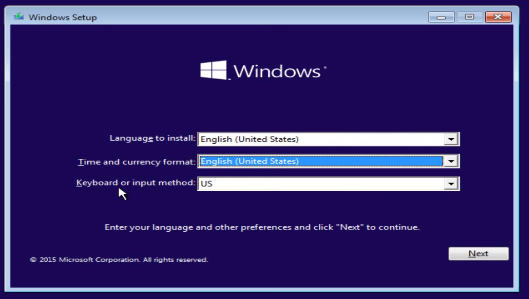 Windows Setup
Windows
Language to install: English (United States)
Time and currency format: English (United States)
Keyboard or input method: US
Enter your language and other preferences and click "Next" to continue.
Next
© 2015 Microsoft Corporation. All rights reserved.